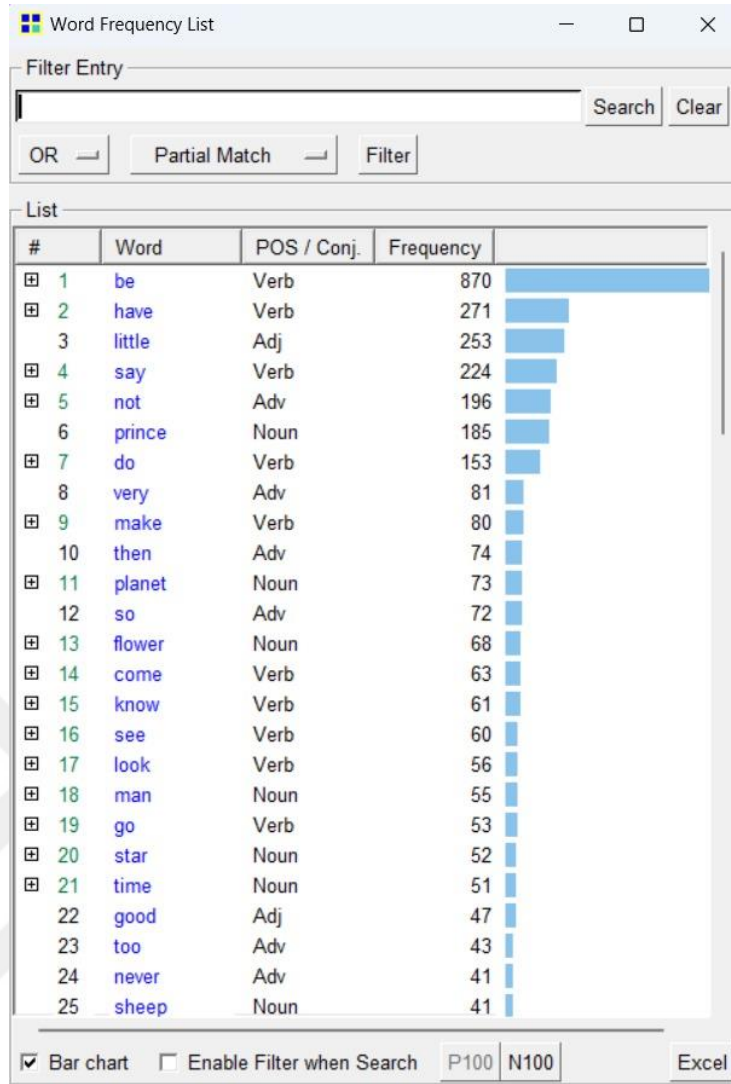 Word Frequency List
Filter Entry
Search Clear
OR Partial Match Filter
List
# Word POS / Conj. Frequency
1 be Verb 870
2 have Verb 271
3 little Adj 253
4 say Verb 224
5 not Adv 196
6 prince Noun 185
7 do Verb 153
8 very Adv 81
9 make Verb 80
10 then Adv 74
11 planet Noun 73
12 so Adv 72
13 flower Noun 68
14 come Verb 63
15 know Verb 61
16 see Verb 60
17 look Verb 56
18 man Noun 55
19 go Verb 53
20 star Noun 52
21 time Noun 51
22 good Adj 47
23 too Adv 43
24 never Adv 41
25 sheep Noun 41
Bar chart Enable Filter when Search P100 N100 Excel